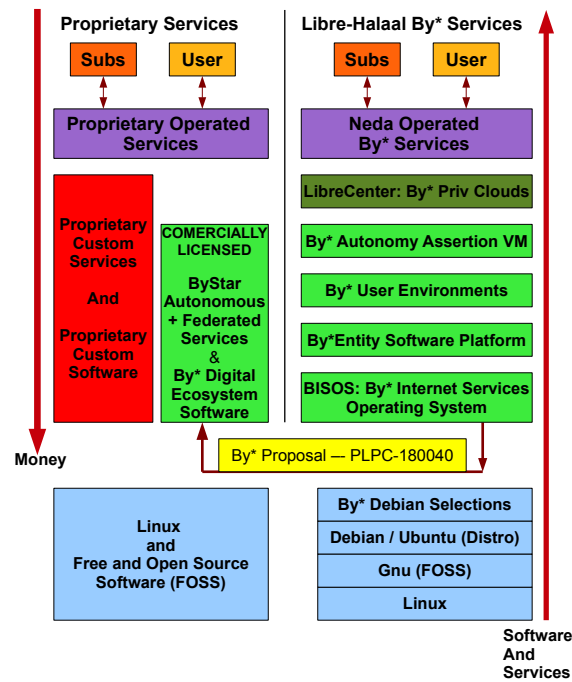 Proprietary Services
Subs
User
Proprietary Operated
Services
Proprietary
Custom
Services
And
Proprietary
Custom
Software
COMERCIALLY
LICENSED
ByStar
Autonomous
+ Federated
Services
&
By* Digital
Ecosystem
Software
Money
Libre-Halaal By* Services
Subs
User
Neda Operated
By* Services
LibreCenter: By* Priv Clouds
By* Autonomy Assertion VM
By* User Environments
By*Entity Software Platform
BISOS: By* Internet Services
Operating System
By* Proposal –- PLPC-180040
Linux
and
Free and Open Source
Software (FOSS)
By* Debian Selections
Debian / Ubuntu (Distro)
Gnu (FOSS)
Linux
Software
And
Services